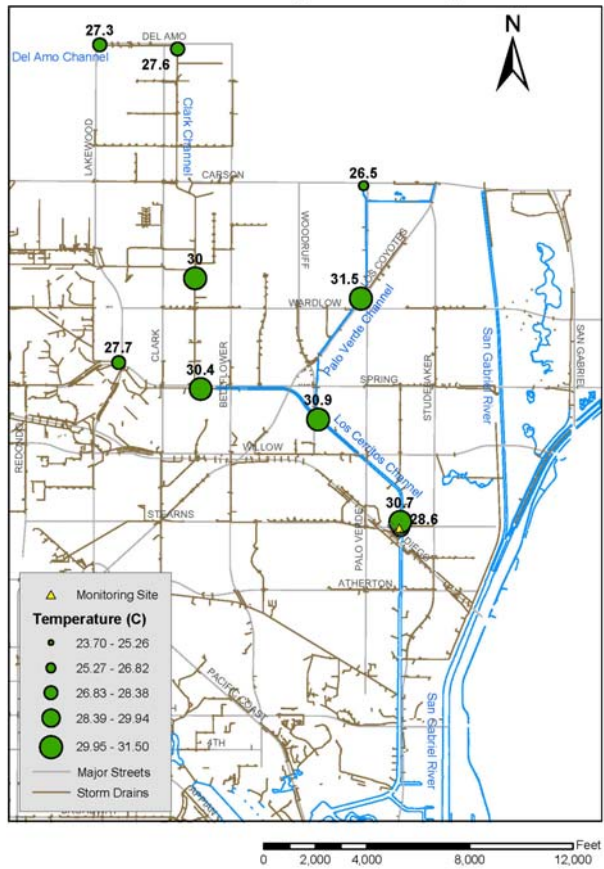 27.3
DEL AMO
Del Amo Channel
27.6
N
LAKEWOOD
Clark Channel
CARSON
26.5
WOODRUFF
LOS COYOTES
30
31.5
WARDLOW
Palo Verde Channel
San Gabriel River
SAN GABRIEL
CLARK
27.7
BELLFLOWER
30.4
SPRING
STUDEBAKER
30.9
Los Cerritos Channel
REDONDO
WILLOW
STEARNS
30.7
28.6
PALO VERDE
DIEGO
ATHERTON
Monitoring Site
Temperature (C)
23.70 - 25.26
25.27 - 26.82
26.83 - 28.38
28.39 - 29.94
29.95 - 31.50
Major Streets
Storm Drains
PACIFIC COAST
4TH
San Gabriel River
Feet
0 2,000 4,000 8,000 12,000